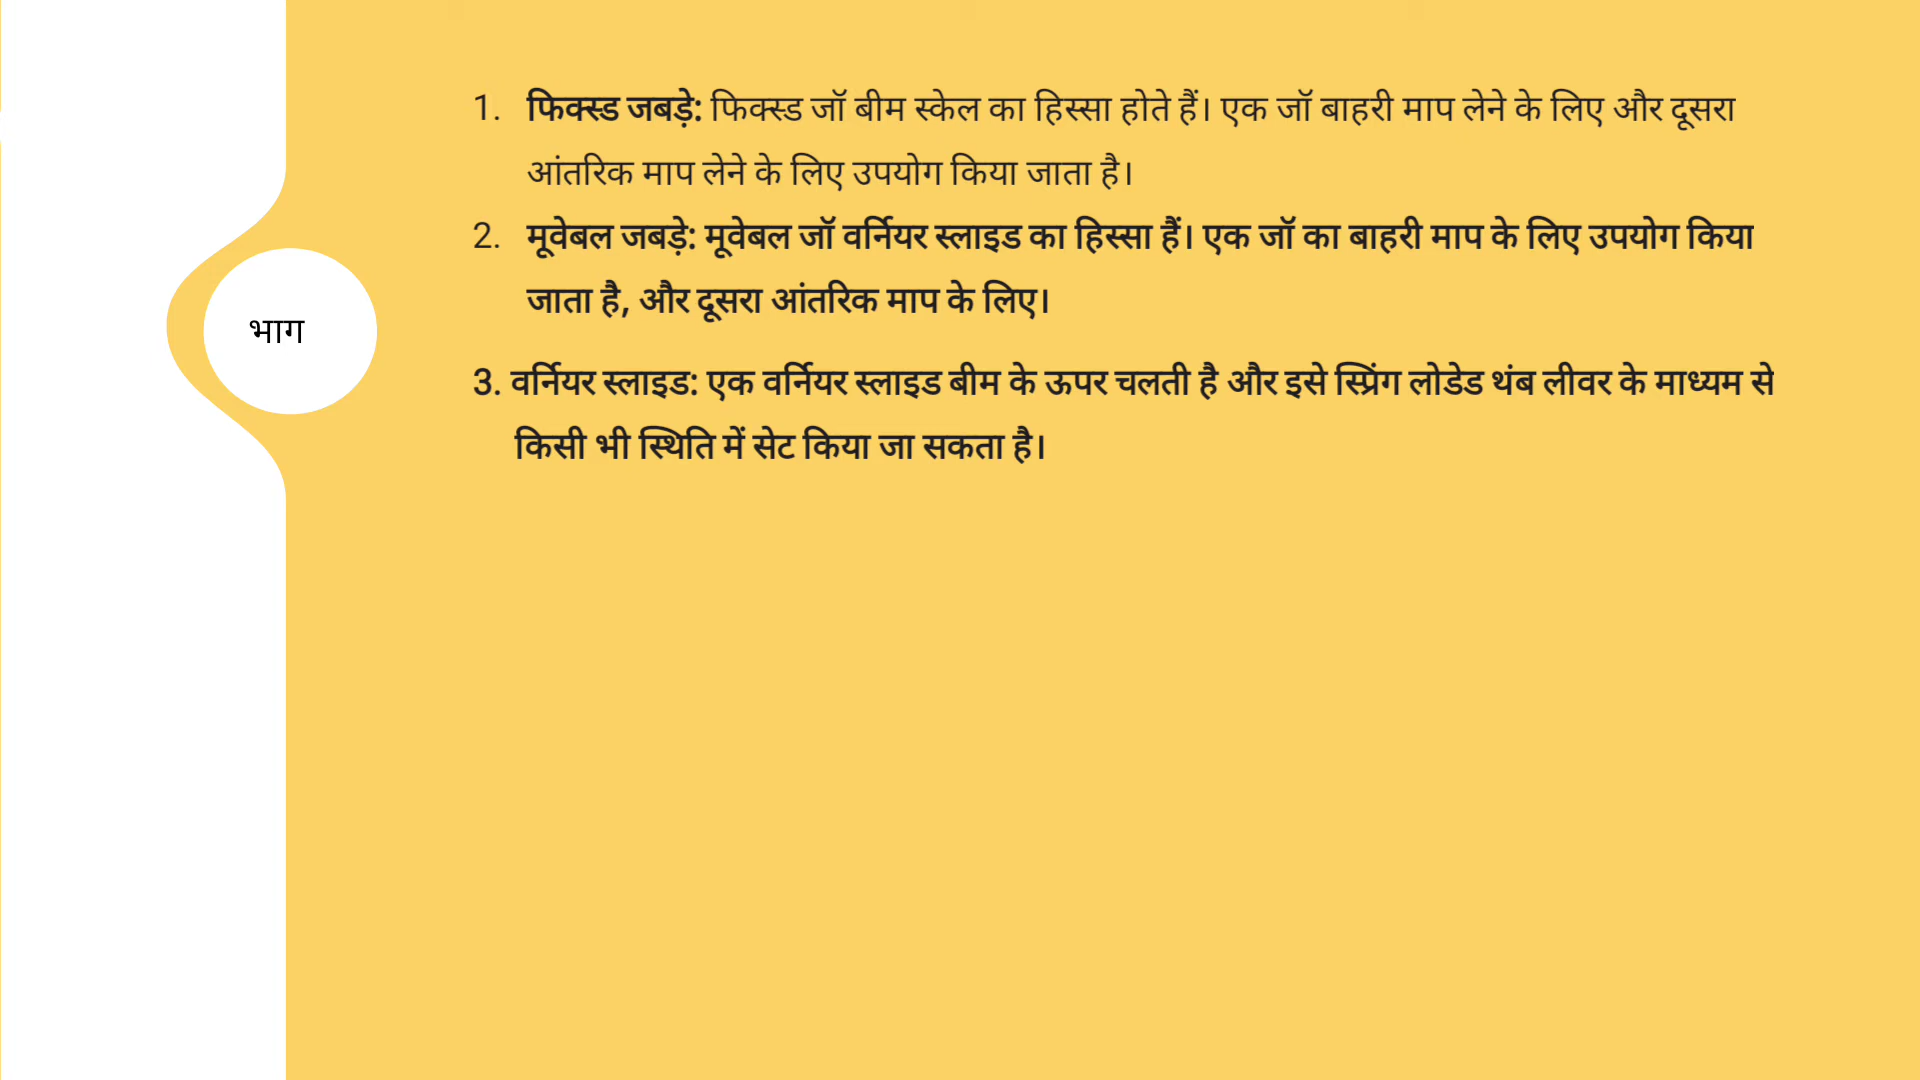 1. फिक्स्ड जबड़े: फिक्स्ड जॉ बीम स्केल का हिस्सा होते हैं। एक जॉ बाहरी माप लेने के लिए और दूसरा
आंतरिक माप लेने के लिए उपयोग किया जाता है।
2. मूवेबल जबड़े: मूवेबल जॉ वर्नियर स्लाइड का हिस्सा हैं। एक जॉ का बाहरी माप के लिए उपयोग किया
जाता है, और दूसरा आंतरिक माप के लिए।
भाग
3. वर्नियर स्लाइड: एक वर्नियर स्लाइड बीम के ऊपर चलती है और इसे स्प्रिंग लोडेड थंब लीवर के माध्यम से
किसी भी स्थिति में सेट किया जा सकता है।